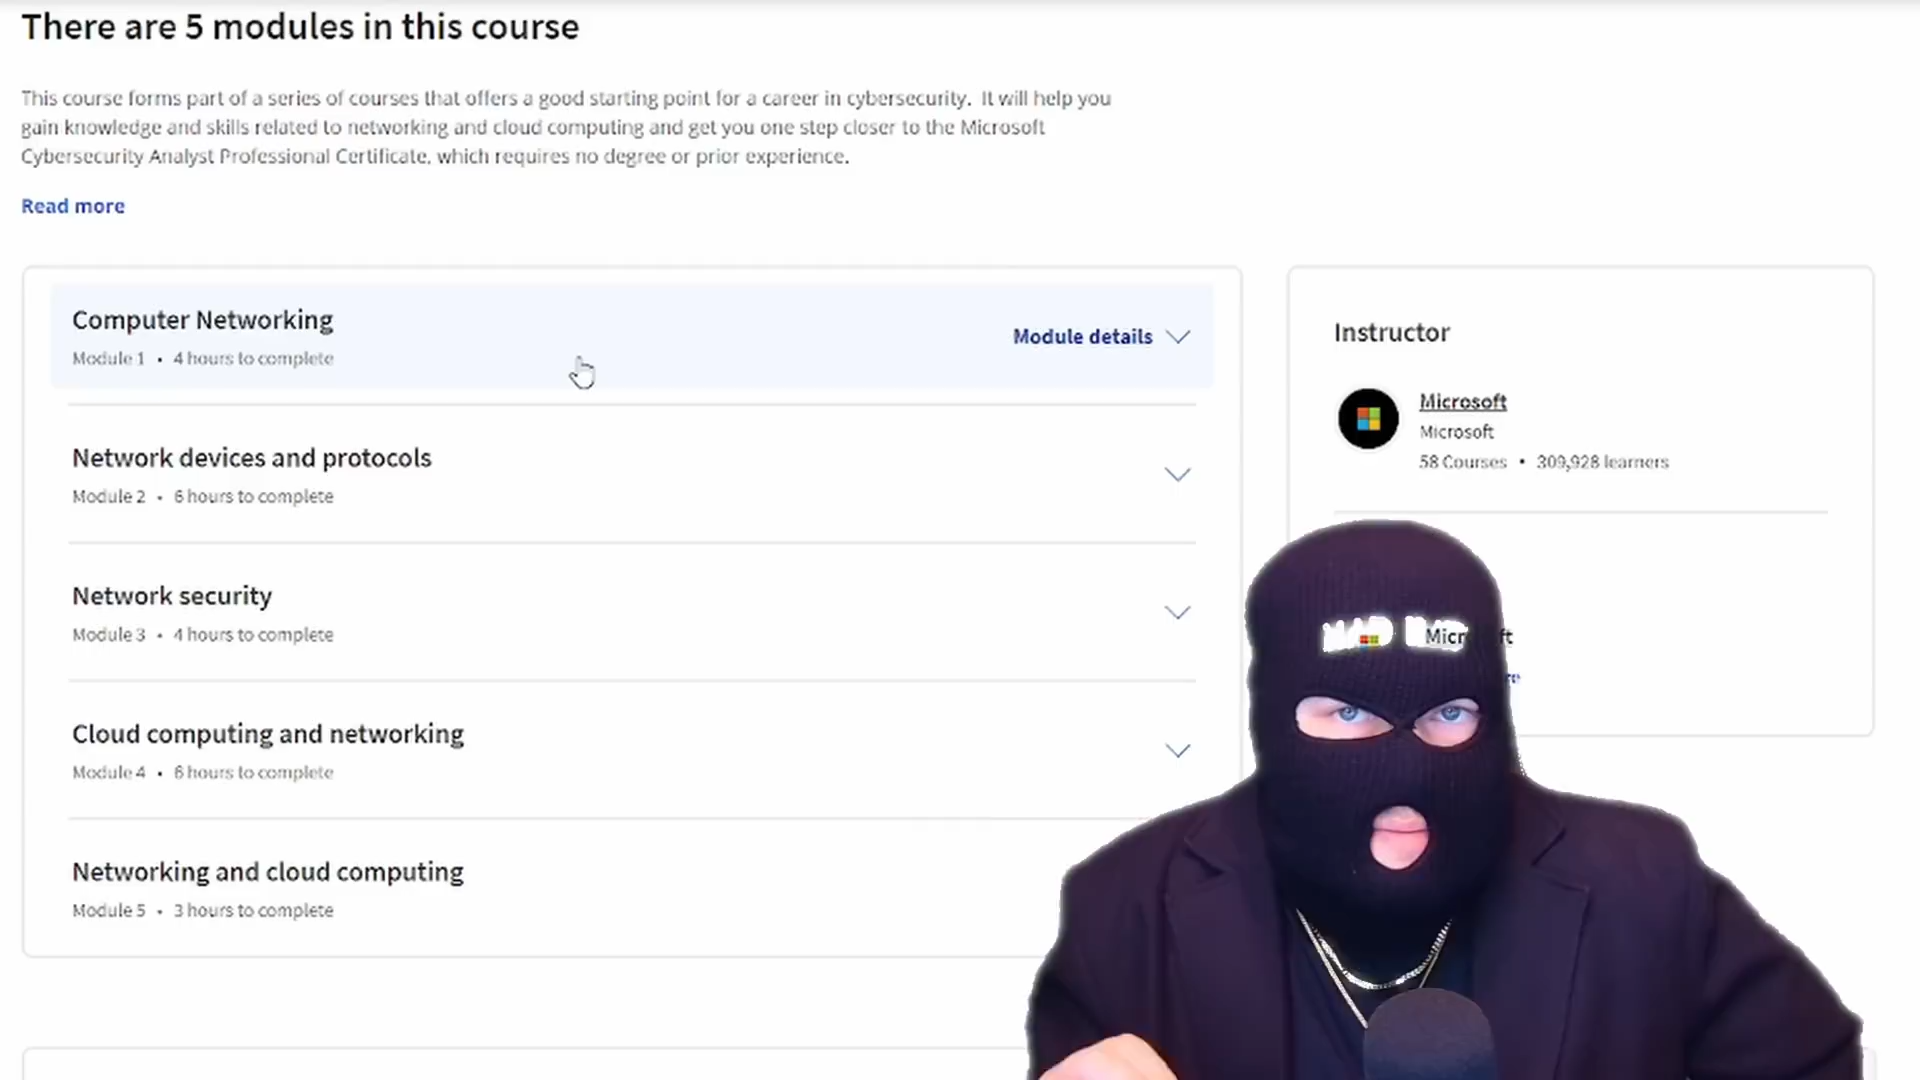 There are 5 modules in this course
This course forms part of a series of courses that offers a good starting point for a career in cybersecurity. It will help you
gain knowledge and skills related to networking and cloud computing and get you one step closer to the Microsoft
Cybersecurity Analyst Professional Certificate, which requires no degree or prior experience.
Read more
Computer Networking
Module 1 • 4 hours to complete
Module details
Network devices and protocols
Module 2 • 6 hours to complete
Network security
Module 3 • 4 hours to complete
Cloud computing and networking
Module 4 • 6 hours to complete
Networking and cloud computing
Module 5 • 3 hours to complete
Instructor
Microsoft
Microsoft
58 Courses • 309,928 learners